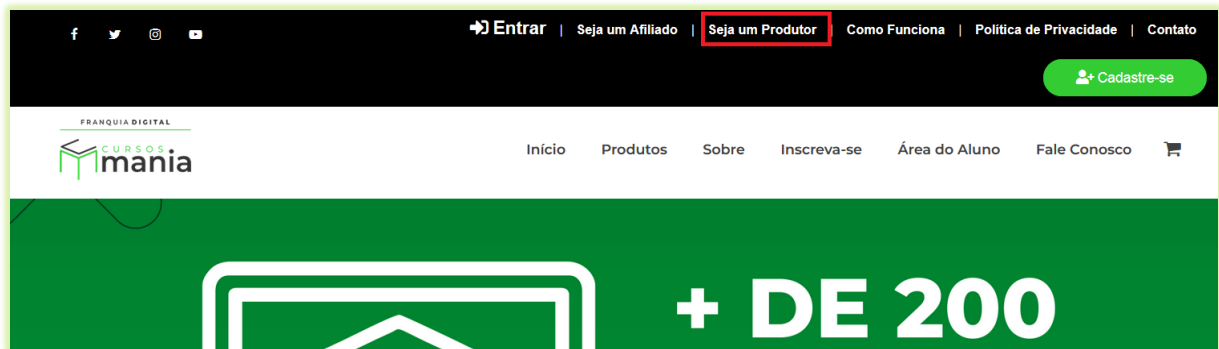 Entrar | Seja um Afiliado | Seja um Produtor | Como Funciona | Política de Privacidade | Contato
Cadastre-se
FRANQUIA DIGITAL
CURSOS
mania
Início Produtos Sobre Inscreva-se Área do Aluno Fale Conosco
+ DE 200